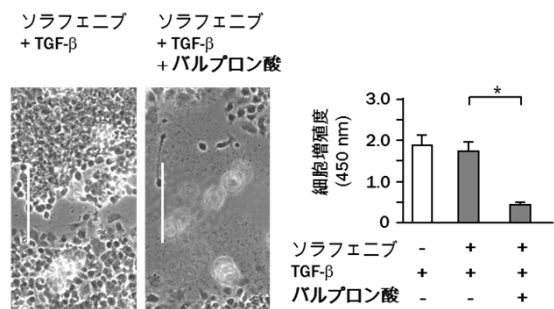 ソラフェニブ
+ TGF-β
ソラフェニブ
+ TGF-β
+ バルプロン酸
細胞増殖度
(450 nm)
3.0
2.0
1.0
0
*
ソラフェニブ - + +
TGF-β + + +
バルプロン酸 - - +